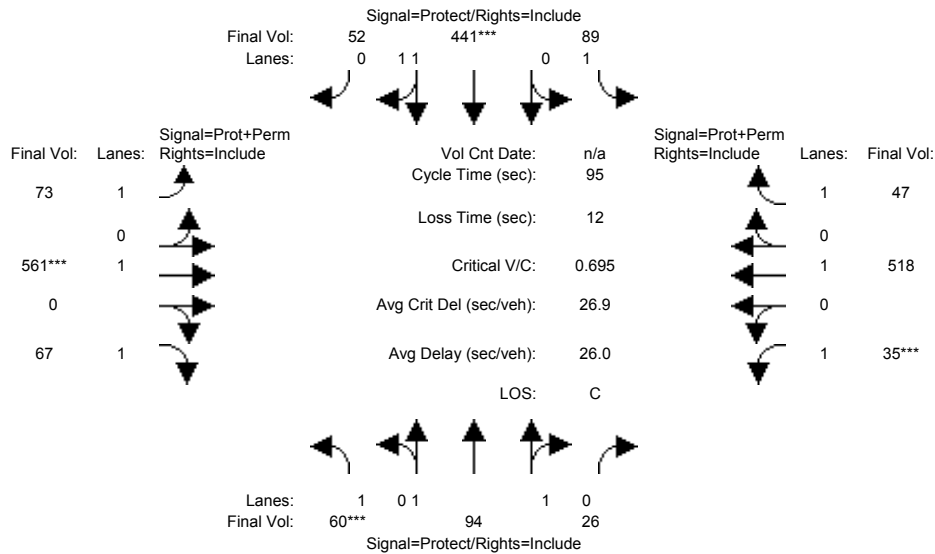 Signal=Protect/Rights=Include
Final Vol: 52 441*** 89
Lanes: 0 1 1 0 1
Signal=Prot+Perm Signal=Prot+Perm
Final Vol: Lanes: Rights=Include Vol Cnt Date: n/a Rights=Include Lanes: Final Vol:
Cycle Time (sec): 95
73 1 1 47
Loss Time (sec): 12
0 0
561*** 1 Critical V/C: 0.695 1 518
0 0 Avg Crit Del (sec/veh): 26.9 0
67 1 Avg Delay (sec/veh): 26.0 1 35***
LOS: C
Lanes: 1 0 1 1 0
Final Vol: 60*** 94 26
Signal=Protect/Rights=Include